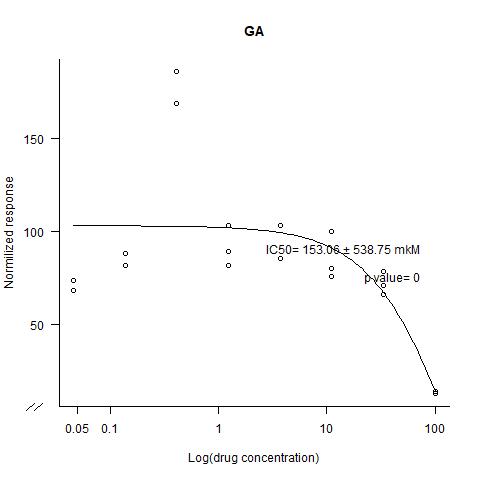 GA
Normilized response
150
100
50
IC50= 153.06 ± 538.75 mkM
p value= 0
0.05 0.1 1 10 100
Log(drug concentration)